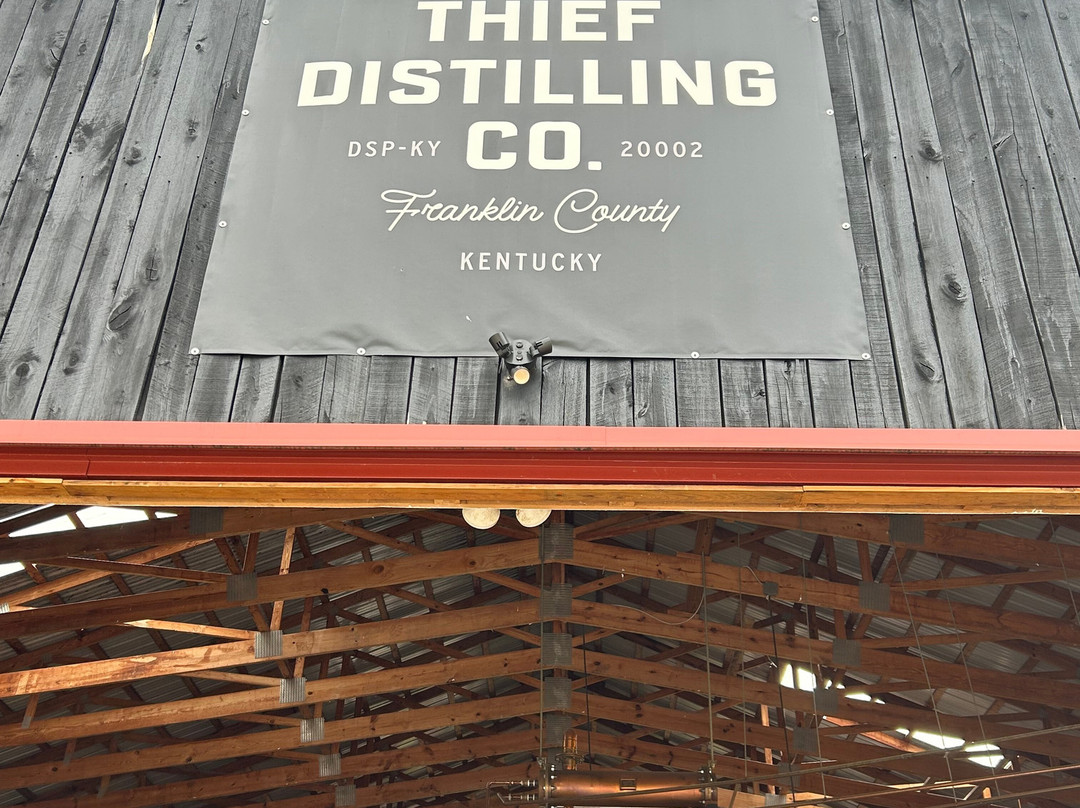 THIEF
DISTILLING
CO.
DSP-KY 20002
Franklin County
KENTUCKY